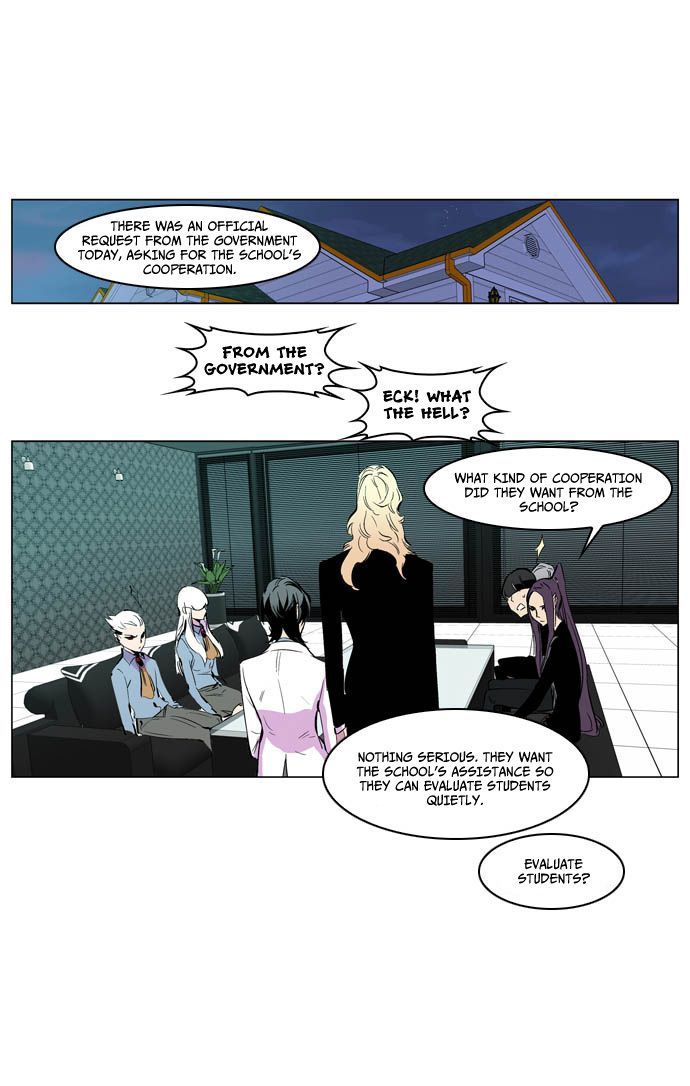 THERE WAS AN OFFICIAL
REQUEST FROM THE GOVERNMENT
TODAY, ASKING FOR THE SCHOOL'S
COOPERATION.
FROM THE
GOVERNMENT?
ECK! WHAT
THE HELL?
WHAT KIND OF COOPERATION
DID THEY WANT FROM THE
SCHOOL?
NOTHING SERIOUS. THEY WANT
THE SCHOOL'S ASSISTANCE SO
THEY CAN EVALUATE STUDENTS
QUIETLY.
EVALUATE
STUDENTS?